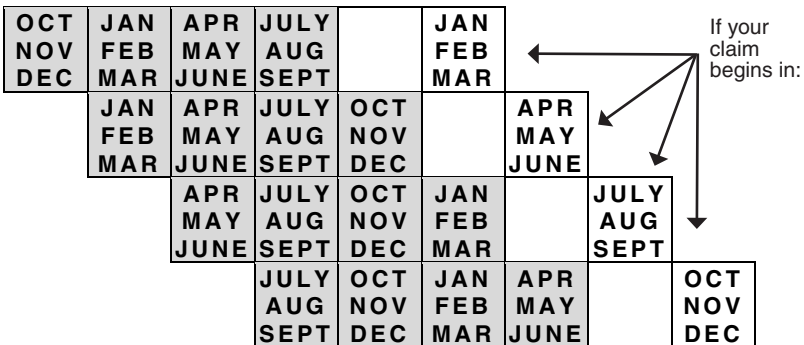 OCT JAN APR JULY JAN
NOV FEB MAY AUG FEB
DEC MAR JUNE SEPT MAR
If your
claim
begins in:
JAN APR JULY OCT APR
FEB MAY AUG NOV MAY
MAR JUNE SEPT DEC JUNE
APR JULY OCT JAN JULY
MAY AUG NOV FEB AUG
JUNE SEPT DEC MAR SEPT
JULY OCT JAN APR OCT
AUG NOV FEB MAY NOV
SEPT DEC MAR JUNE DEC